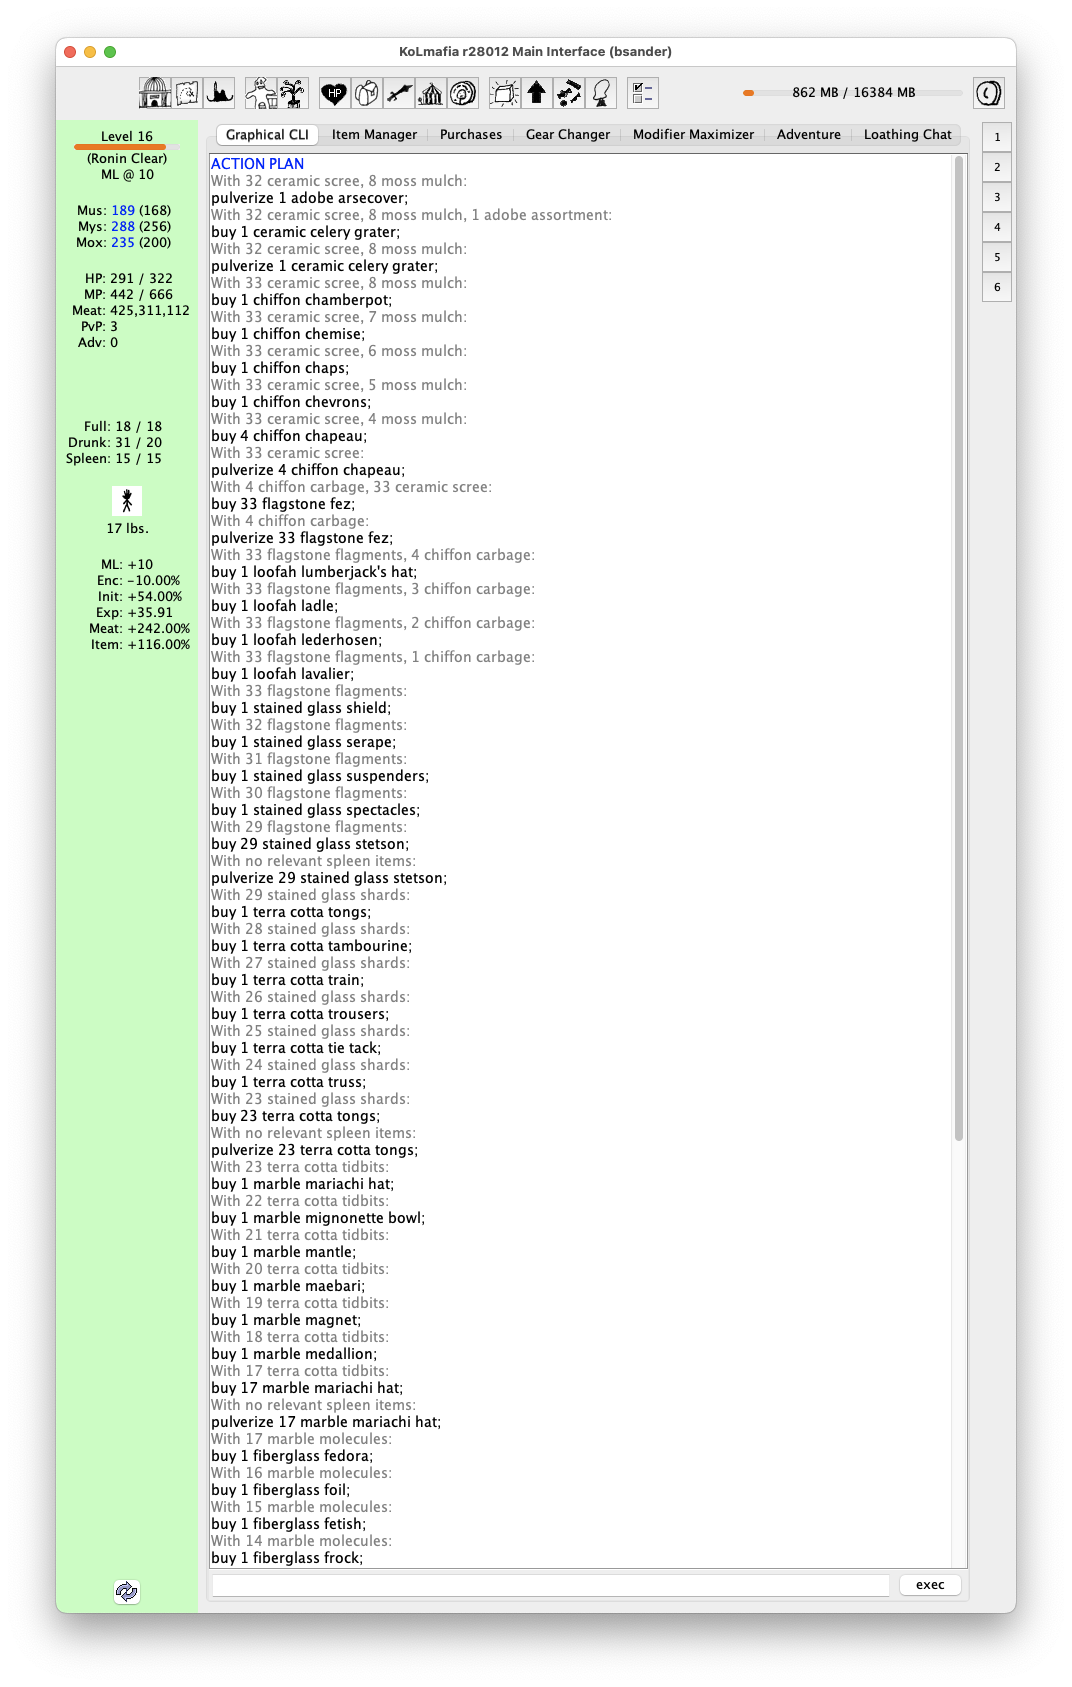 KoLmafia r28012 Main Interface (bsander)
HP
862 MB / 16384 MB
Graphical CLI
Item Manager
Purchases
Gear Changer
Modifier Maximizer
Adventure
Loathing Chat
Level 16
(Ronin Clear)
ML @ 10
Mus: 189 (168)
Mys: 288 (256)
Mox: 235 (200)
HP: 291 / 322
MP: 442 / 666
Meat: 425,311,112
PvP: 3
Adv: 0
Full: 18 / 18
Drunk: 31 / 20
Spleen: 15 / 15
17 lbs.
ML: +10
Enc: -10.00%
Init: +54.00%
Exp: +35.91
Meat: +242.00%
Item: +116.00%
ACTION PLAN
With 32 ceramic scree, 8 moss mulch:
pulverize 1 adobe arsecover;
With 32 ceramic scree, 8 moss mulch, 1 adobe assortment:
buy 1 ceramic celery grater;
With 32 ceramic scree, 8 moss mulch:
pulverize 1 ceramic celery grater;
With 33 ceramic scree, 8 moss mulch:
buy 1 chiffon chamberpot;
With 33 ceramic scree, 7 moss mulch:
buy 1 chiffon chemise;
With 33 ceramic scree, 6 moss mulch:
buy 1 chiffon chaps;
With 33 ceramic scree, 5 moss mulch:
buy 1 chiffon chevrons;
With 33 ceramic scree, 4 moss mulch:
buy 4 chiffon chapeau;
With 33 ceramic scree:
pulverize 4 chiffon chapeau;
With 4 chiffon carbage, 33 ceramic scree:
buy 33 flagstone fez;
With 4 chiffon carbage:
pulverize 33 flagstone fez;
With 33 flagstone flagments, 4 chiffon carbage:
buy 1 loofah lumberjack's hat;
With 33 flagstone flagments, 3 chiffon carbage:
buy 1 loofah ladle;
With 33 flagstone flagments, 2 chiffon carbage:
buy 1 loofah lederhosen;
With 33 flagstone flagments, 1 chiffon carbage:
buy 1 loofah lavalier;
With 33 flagstone flagments:
buy 1 stained glass shield;
With 32 flagstone flagments:
buy 1 stained glass serape;
With 31 flagstone flagments:
buy 1 stained glass suspenders;
With 30 flagstone flagments:
buy 1 stained glass spectacles;
With 29 flagstone flagments:
buy 29 stained glass stetson;
With no relevant spleen items:
pulverize 29 stained glass stetson;
With 29 stained glass shards:
buy 1 terra cotta tongs;
With 28 stained glass shards:
buy 1 terra cotta tambourine;
With 27 stained glass shards:
buy 1 terra cotta train;
With 26 stained glass shards:
buy 1 terra cotta trousers;
With 25 stained glass shards:
buy 1 terra cotta tie tack;
With 24 stained glass shards:
buy 1 terra cotta truss;
With 23 stained glass shards:
buy 23 terra cotta tongs;
With no relevant spleen items:
pulverize 23 terra cotta tongs;
With 23 terra cotta tidbits:
buy 1 marble mariachi hat;
With 22 terra cotta tidbits:
buy 1 marble mignonette bowl;
With 21 terra cotta tidbits:
buy 1 marble mantle;
With 20 terra cotta tidbits:
buy 1 marble maebari;
With 19 terra cotta tidbits:
buy 1 marble magnet;
With 18 terra cotta tidbits:
buy 1 marble medallion;
With 17 terra cotta tidbits:
buy 17 marble mariachi hat;
With no relevant spleen items:
pulverize 17 marble mariachi hat;
With 17 marble molecules:
buy 1 fiberglass fedora;
With 16 marble molecules:
buy 1 fiberglass foil;
With 15 marble molecules:
buy 1 fiberglass fetish;
With 14 marble molecules:
buy 1 fiberglass frock;
exec
1
2
3
4
5
6